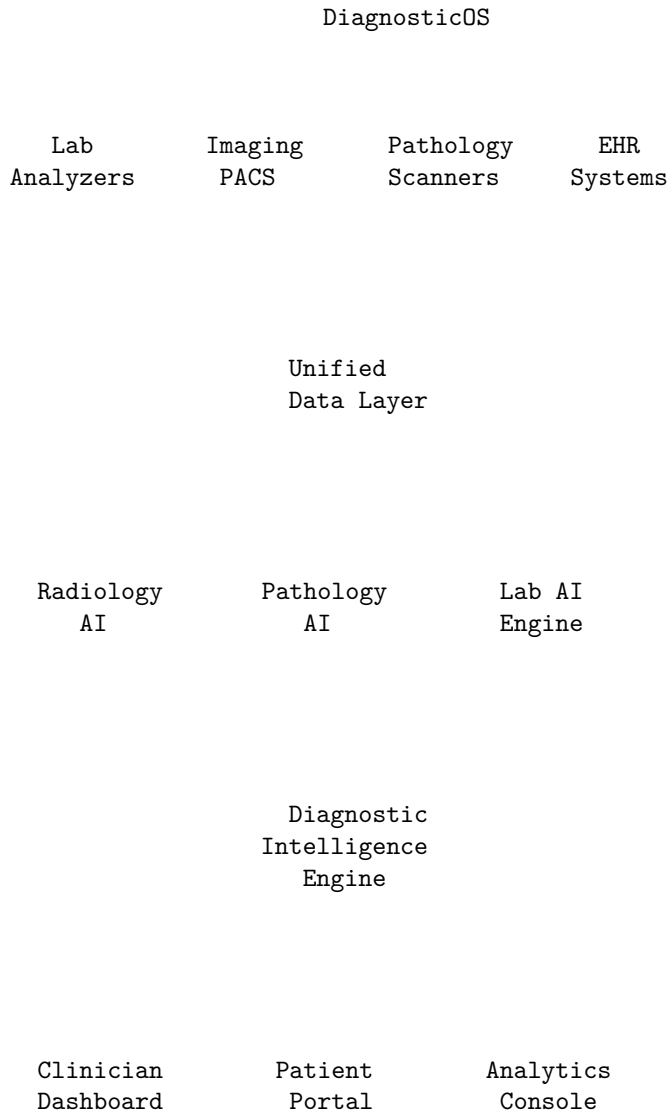 DiagnosticOS
Lab Imaging Pathology EHR
Analyzers PACS Scanners Systems
Unified
Data Layer
Radiology Pathology Lab AI
AI AI Engine
Diagnostic
Intelligence
Engine
Clinician Patient Analytics
Dashboard Portal Console